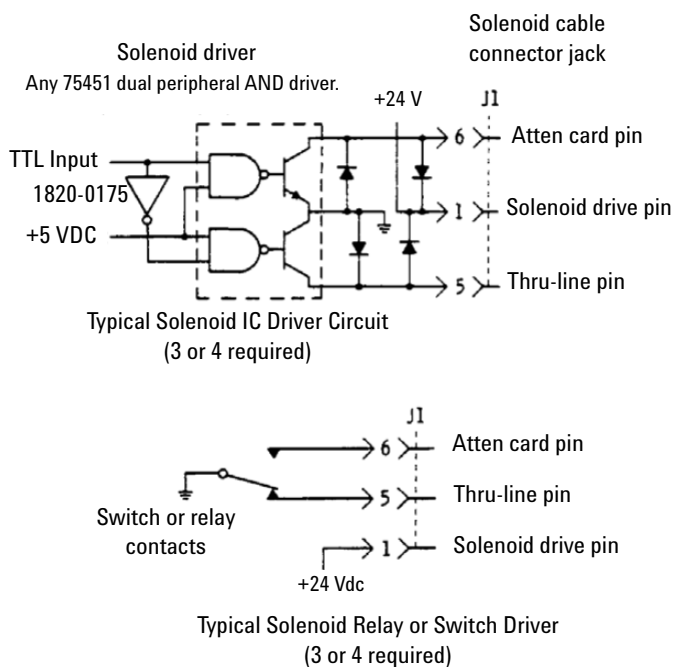 Solenoid driver
Any 75451 dual peripheral AND driver.
Solenoid cable
connector jack
+24 V
J1
TTL Input
6
Atten card pin
1820-0175
1
Solenoid drive pin
+5 VDC
5
Thru-line pin
Typical Solenoid IC Driver Circuit
(3 or 4 required)
J1
6
Atten card pin
5
Thru-line pin
Switch or relay
contacts
1
Solenoid drive pin
+24 Vdc
Typical Solenoid Relay or Switch Driver
(3 or 4 required)